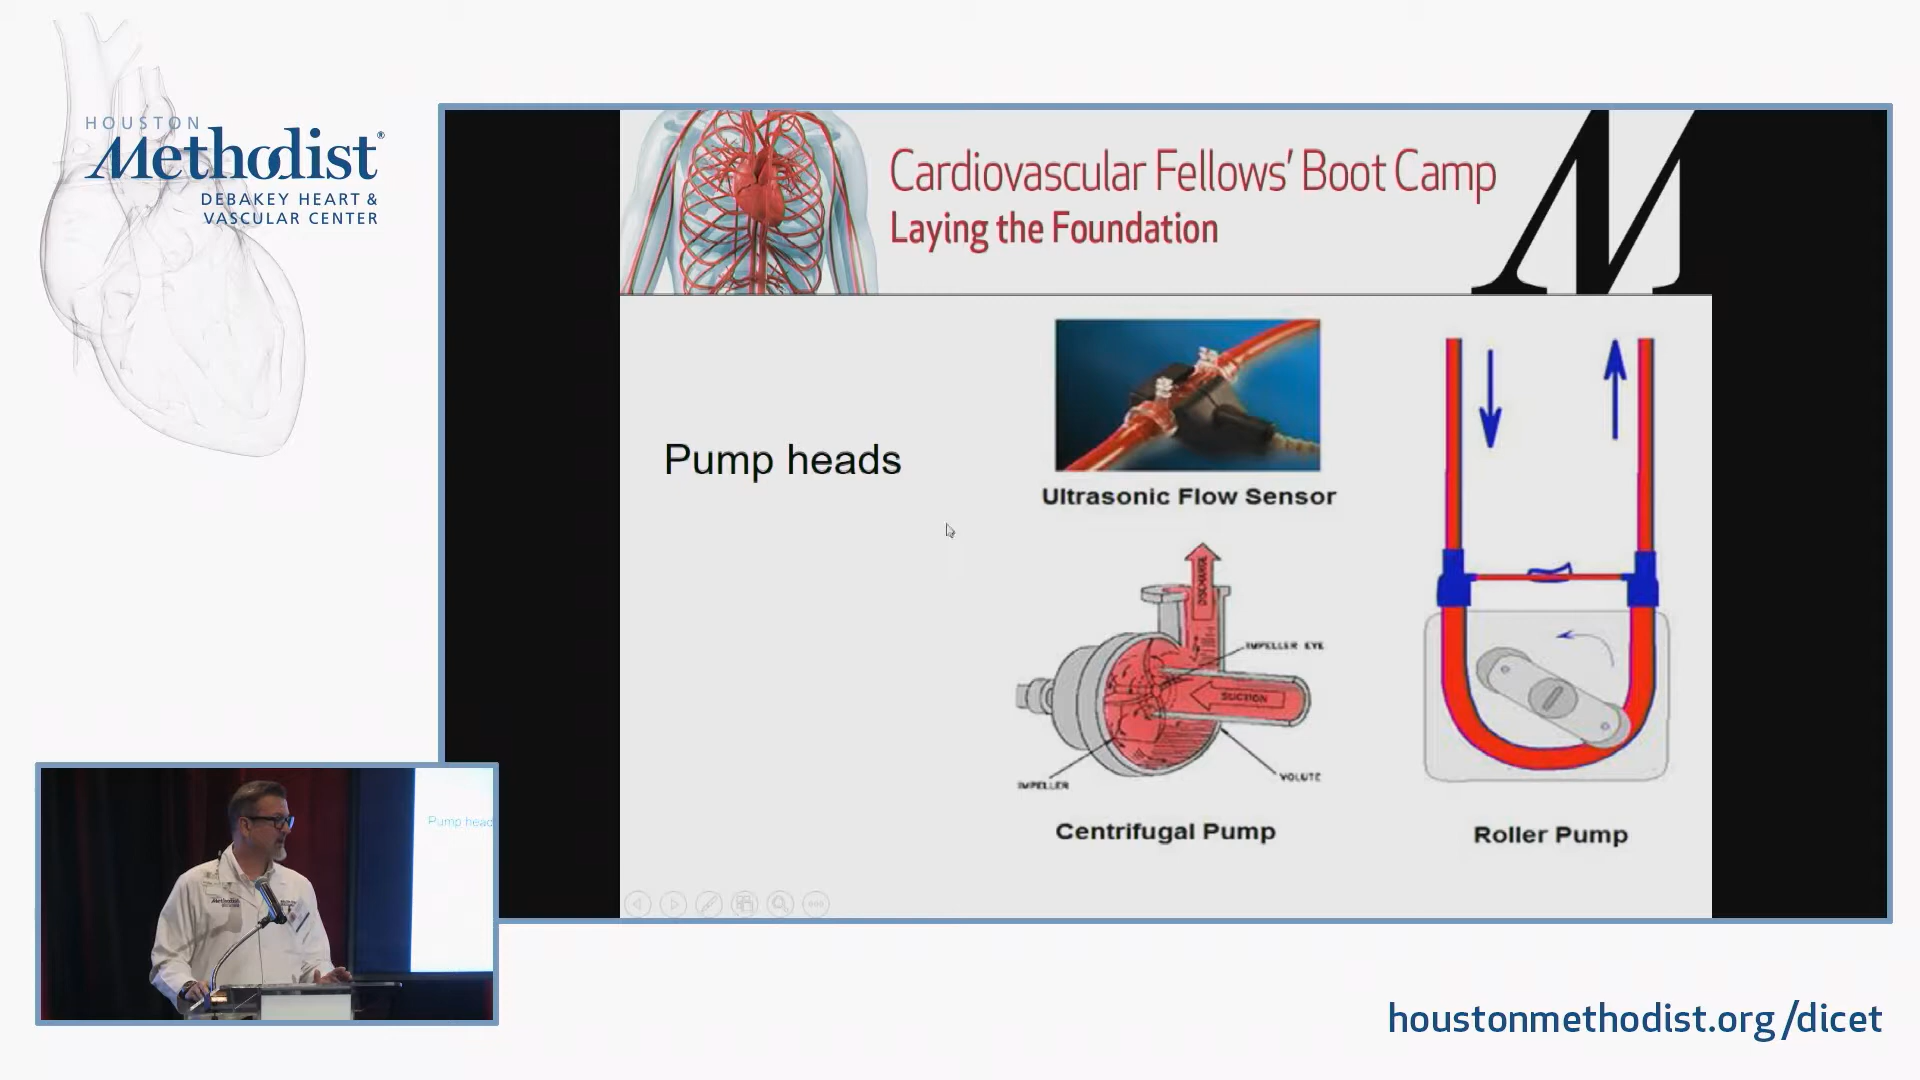 HOUSTON
Methodist®
DEBAKEY HEART &
VASCULAR CENTER
Cardiovascular Fellows' Boot Camp
Laying the Foundation
M
Pump heads
Ultrasonic Flow Sensor
DISCHARGE
IMPELLER EYE
SUCTION
IMPELLER
VOLUTE
Centrifugal Pump
Roller Pump
Pump head
Methodist
houstonmethodist.org/dicet